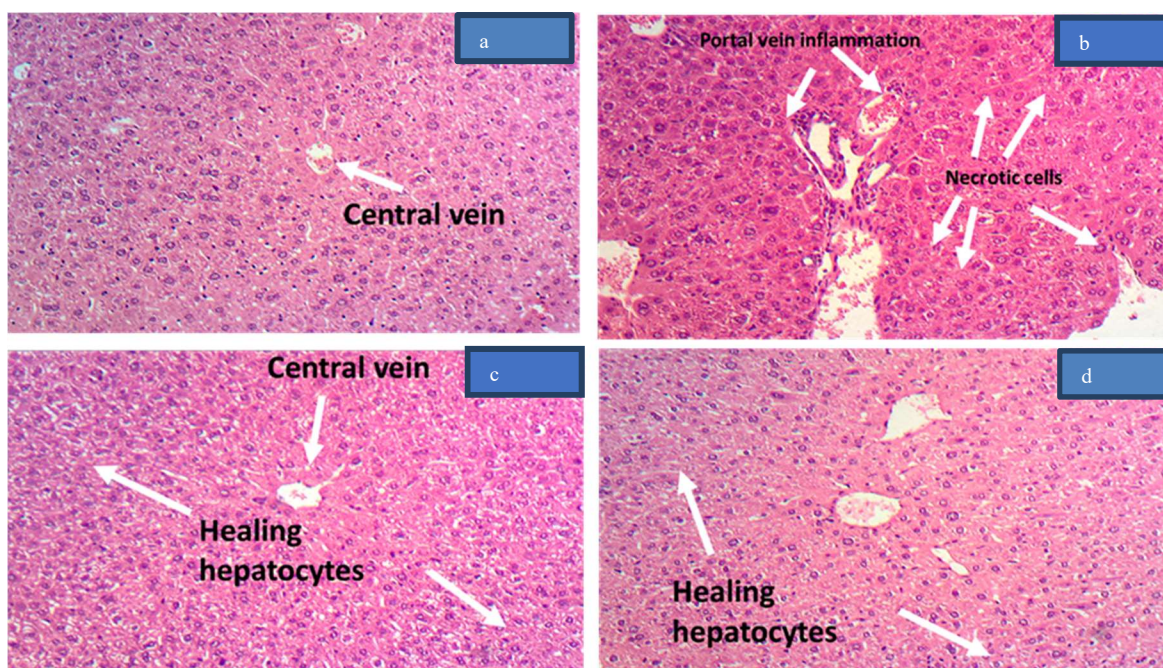 a
Central vein
b
Portal vein inflammation
Necrotic cells
c
Central vein
Healing
hepatocytes
d
Healing
hepatocytes